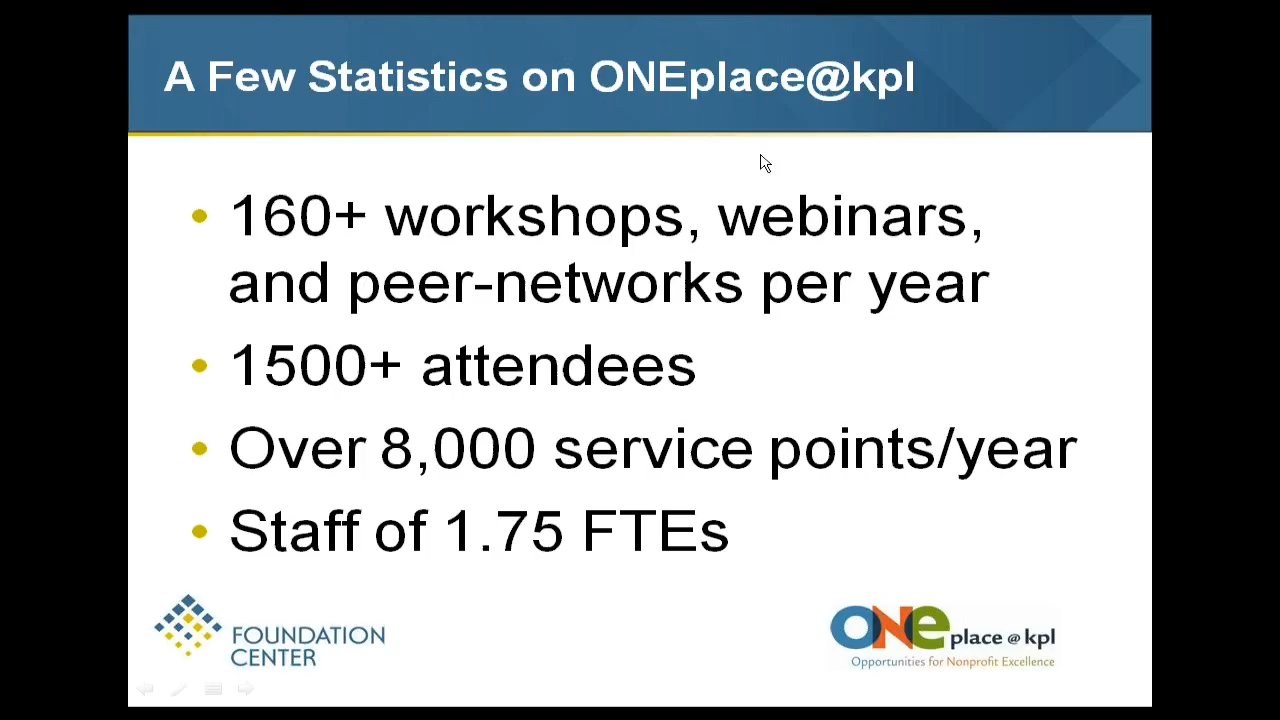 A Few Statistics on ONEplace@kpl
• 160+ workshops, webinars,
and peer-networks per year
• 1500+ attendees
• Over 8,000 service points/year
• Staff of 1.75 FTEs
FOUNDATION
CENTER
ONE place @ kpl
Opportunities for Nonprofit Excellence